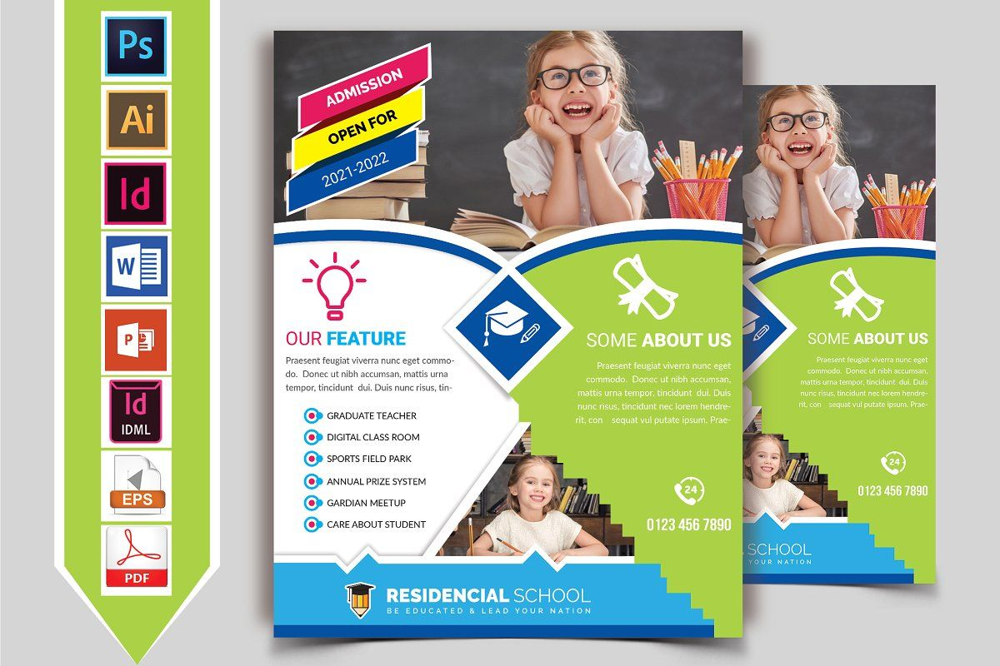 Ps
Ai
Id
W
P
Id
IDML
EPS
PDF
ADMISSION
OPEN FOR
2021-2022
OUR FEATURE
Praesent feugiat viverra nunc eget commo-
do. Donec ut nibh accumsan, mattis urna
tempor, tincidunt dui. Duis nunc risus, tin-
GRADUATE TEACHER
DIGITAL CLASS ROOM
SPORTS FIELD PARK
ANNUAL PRIZE SYSTEM
GARDIAN MEETUP
CARE ABOUT STUDENT
SOME ABOUT US
Praesent feugiat viverra nunc eget
commodo. Donec ut nibh accumsan,
mattis urna tempor, tincidunt dui. Duis
nunc risus, tincidunt nec lorem hendre-
rit, con sequat vul putate ipsum. Prae-
24
0123 456 7890
RESIDENCIAL SCHOOL
BE EDUCATED & LEAD YOUR NATION
SOME ABOUT US
Praesent feugiat viverra nunc eget
commodo. Donec ut nibh accumsan,
mattis urna tempor, tincidunt dui. Duis
nunc risus, tincidunt nec lorem hendre-
rit, con sequat vul putate ipsum. Prae-
24
0123 456 7890
SCHOOL
YOUR NATION